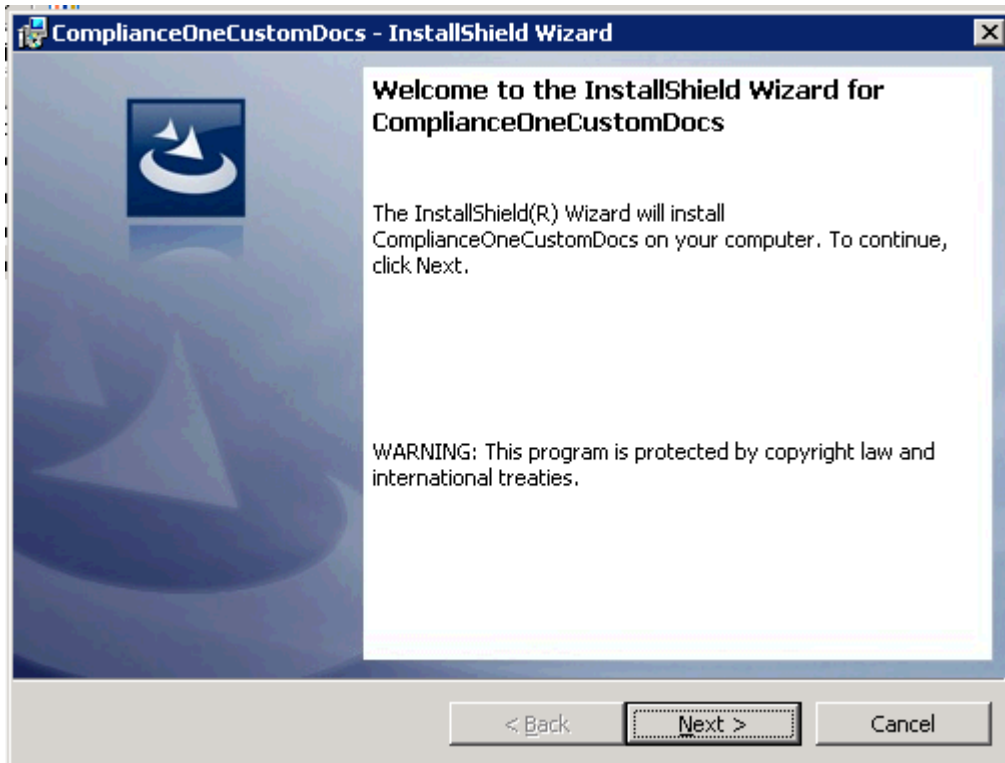 ComplianceOneCustomDocs - InstallShield Wizard
Welcome to the InstallShield Wizard for
ComplianceOneCustomDocs
The InstallShield(R) Wizard will install
ComplianceOneCustomDocs on your computer. To continue,
click Next.
WARNING: This program is protected by copyright law and
international treaties.
< Back
Next >
Cancel